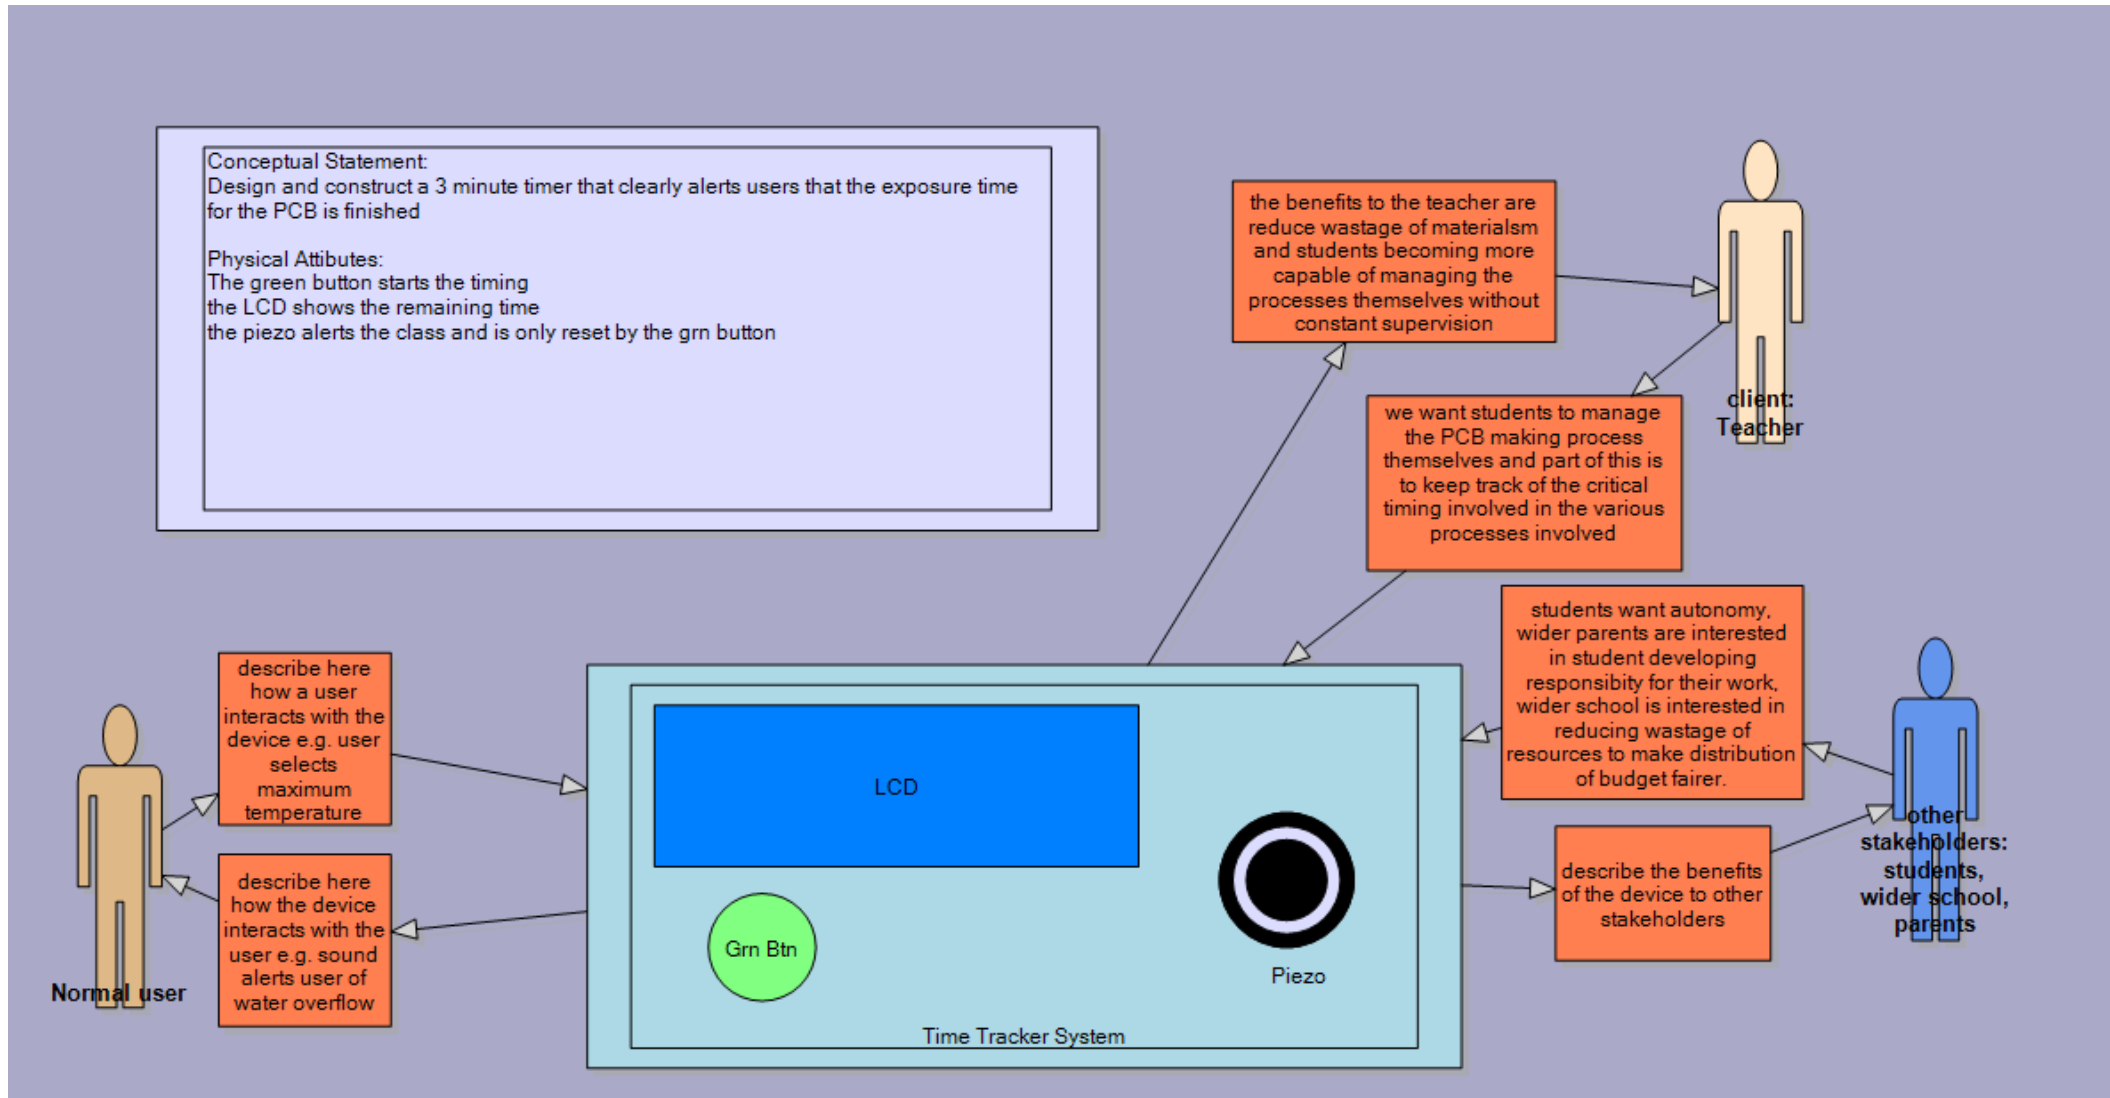 Conceptual Statement:
Design and construct a 3 minute timer that clearly alerts users that the exposure time
for the PCB is finished
Physical Attibutes:
The green button starts the timing
the LCD shows the remaining time
the piezo alerts the class and is only reset by the grn button
the benefits to the teacher are
reduce wastage of materialsm
and students becoming more
capable of managing the
processes themselves without
constant supervision
client:
Teacher
we want students to manage
the PCB making process
themselves and part of this is
to keep track of the critical
timing involved in the various
processes involved
students want autonomy,
wider parents are interested
in student developing
responsibity for their work,
wider school is interested in
reducing wastage of
resources to make distribution
of budget fairer.
other
stakeholders:
students,
wider school,
parents
describe the benefits
of the device to other
stakeholders
describe here
how a user
interacts with the
device e.g. user
selects
maximum
temperature
describe here
how the device
interacts with the
user e.g. sound
alerts user of
water overflow
Normal user
LCD
Grn Btn
Piezo
Time Tracker System